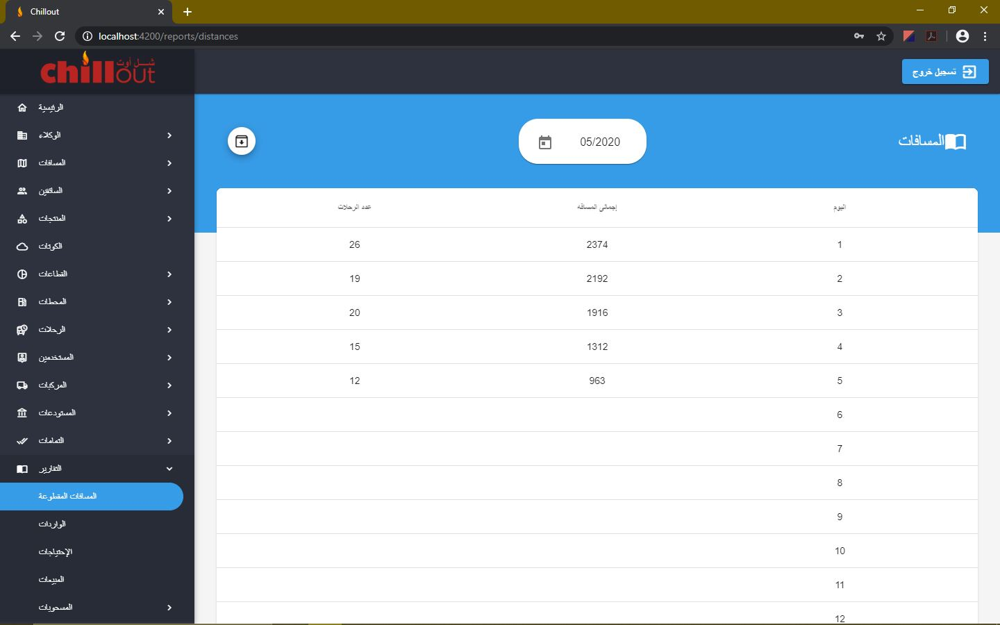 Chillout
localhost:4200/reports/distances
شيل أوت
chillout
تسجيل خروج
الرئيسية
الوكلاء
المسافات
السائقين
المنتجات
الكوتات
القطاعات
المحطات
الرحلات
المستخدمين
المركبات
المستودعات
التمامات
التقارير
المسافات المقطوعة
الواردات
الإحتياجات
المبيعات
المسحوبات
المسافات
05/2020
اليوم إجمالى المسافه عدد الرحلات
1 2374 26
2 2192 19
3 1916 20
4 1312 15
5 963 12
6
7
8
9
10
11
12